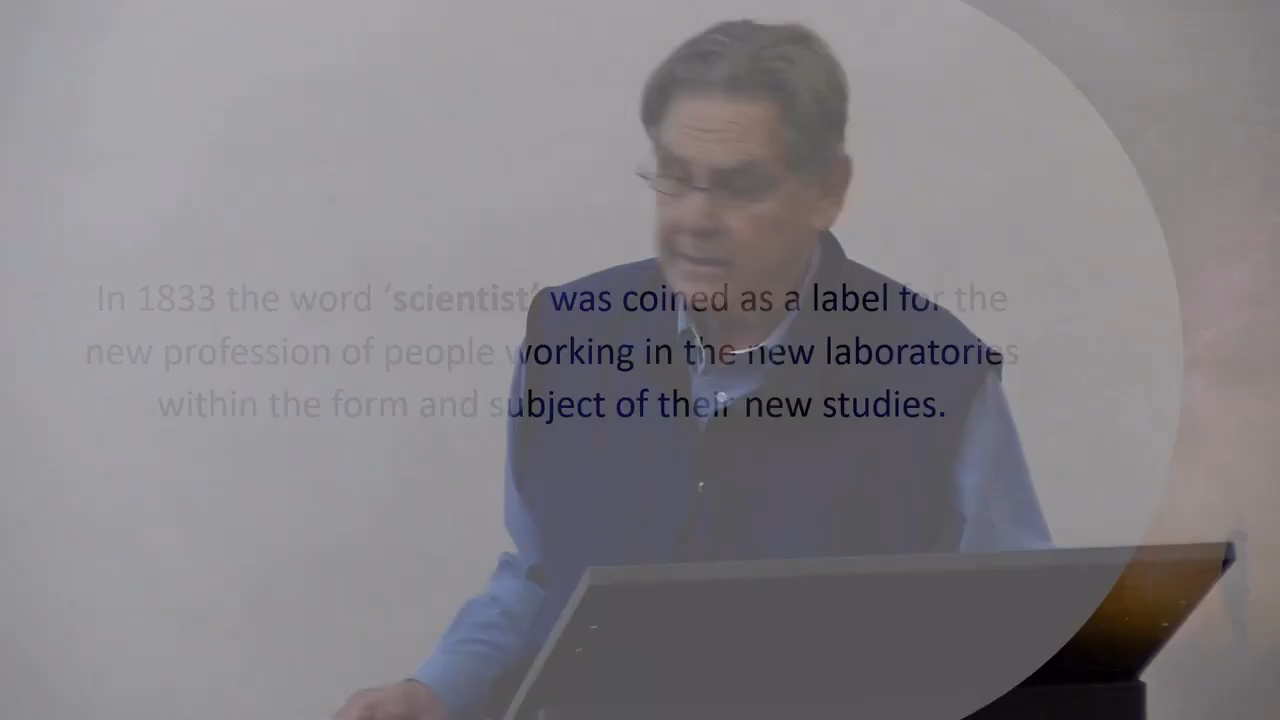 In 1833 the word ‘scientist’ was coined as a label for the
new profession of people working in the new laboratories
within the form and subject of their new studies.